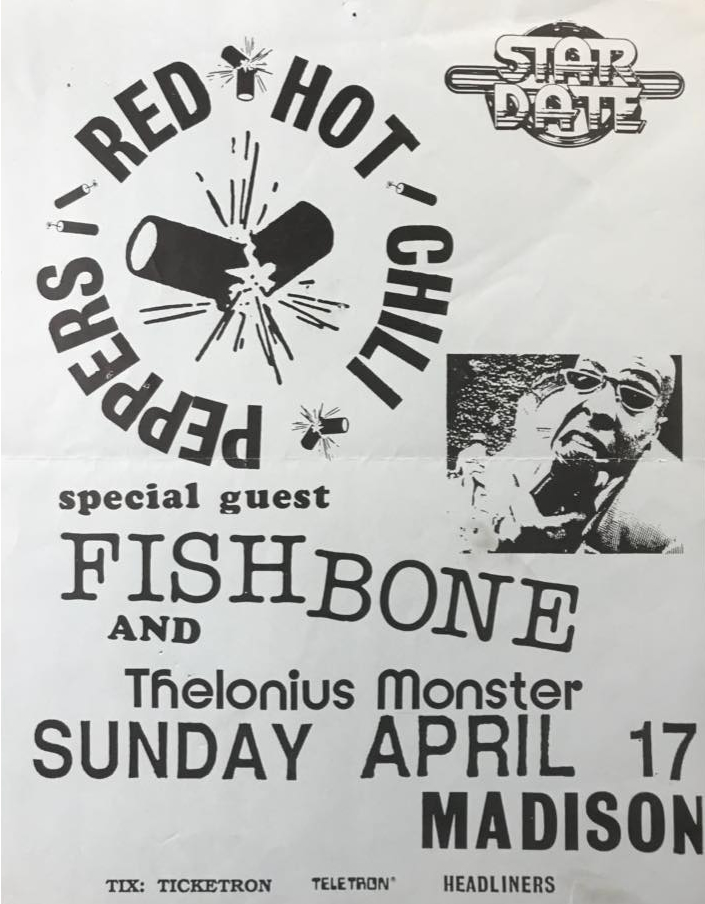 STAR
DATE
RED HOT CHILI PEPPERS
special guest
FISHBONE
AND
Thelonius Monster
SUNDAY APRIL 17
MADISON
TIX: TICKETRON TELETRON® HEADLINERS